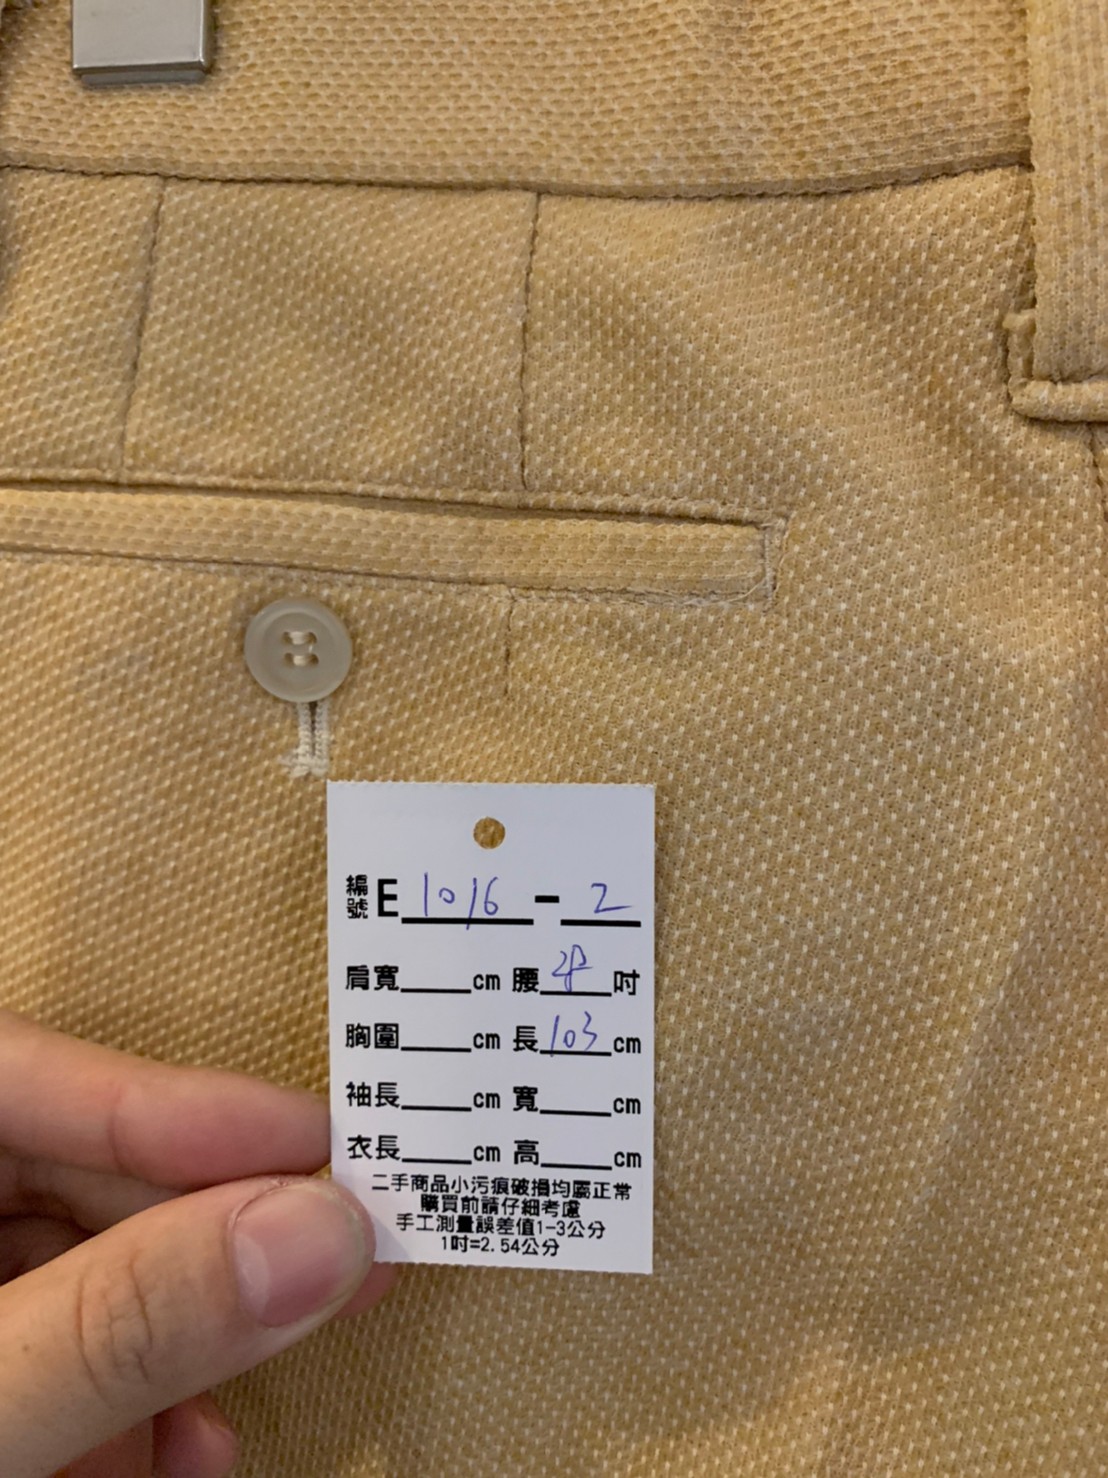 編號 E 1016 - 2
肩寬 cm 腰 28 吋
胸圍 cm 長 103 cm
袖長 cm 寬 cm
衣長 cm 高 cm
二手商品小污痕破損均屬正常
購買前請仔細考慮
手工測量誤差值1-3公分
1吋=2.54公分